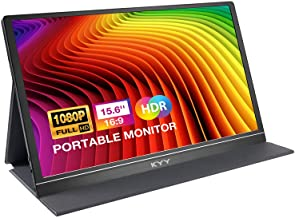 1080P
FULL HD
15.6"
16:9
HDR
PORTABLE MONITOR
KYY